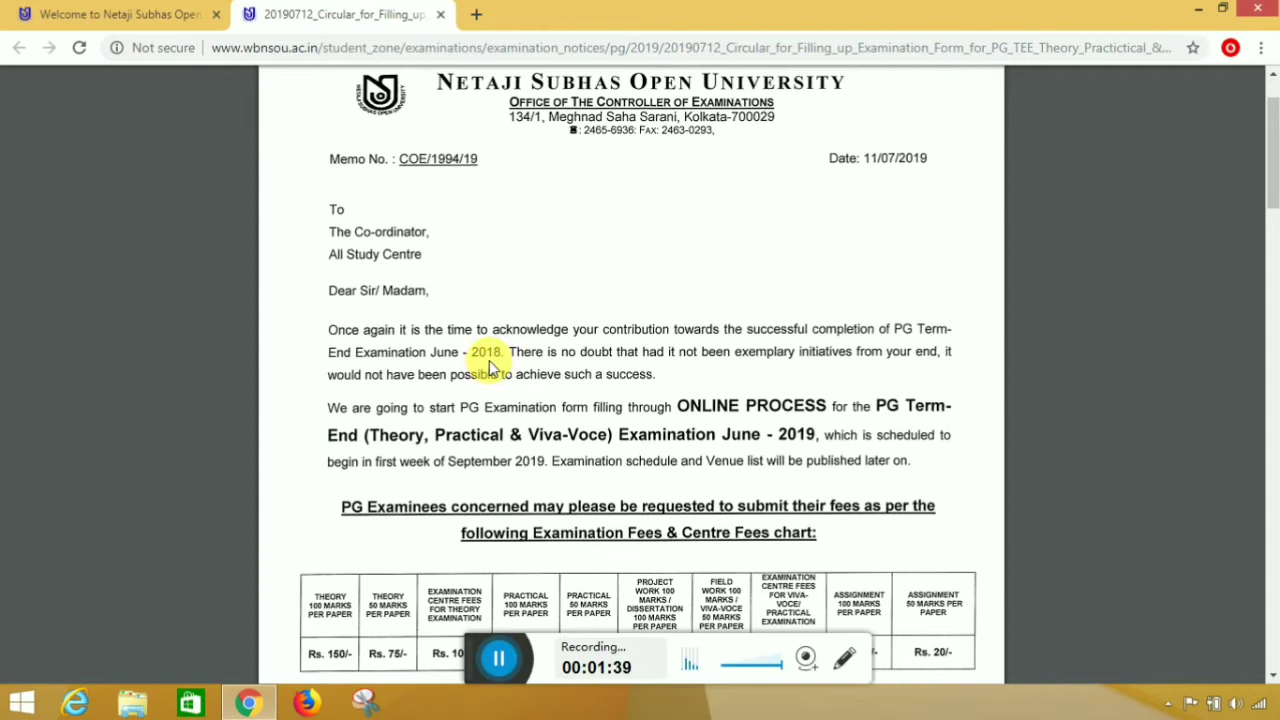 Welcome to Netaji Subhas Open
20190712_Circular_for_Filling_up
Not secure
www.wbnsou.ac.in/student_zone/examinations/examination_notices/pg/2019/20190712_Circular_for_Filling_up_Examination_Form_for_PG_TEE_Theory_Practictical_&...
NETAJI SUBHAS OPEN UNIVERSITY
OFFICE OF THE CONTROLLER OF EXAMINATIONS
134/1, Meghnad Saha Sarani, Kolkata-700029
☎: 2465-6936: FAX: 2463-0293,
Memo No. : COE/1994/19
Date: 11/07/2019
To
The Co-ordinator,
All Study Centre
Dear Sir/ Madam,
Once again it is the time to acknowledge your contribution towards the successful completion of PG Term-
End Examination June - 2018. There is no doubt that had it not been exemplary initiatives from your end, it
would not have been possible to achieve such a success.
We are going to start PG Examination form filling through ONLINE PROCESS for the PG Term-
End (Theory, Practical & Viva-Voce) Examination June - 2019, which is scheduled to
begin in first week of September 2019. Examination schedule and Venue list will be published later on.
PG Examinees concerned may please be requested to submit their fees as per the
following Examination Fees & Centre Fees chart:
THEORY
100 MARKS
PER PAPER
THEORY
50 MARKS
PER PAPER
EXAMINATION
CENTRE FEES
FOR THEORY
EXAMINATION
PRACTICAL
100 MARKS
PER PAPER
PRACTICAL
50 MARKS
PER PAPER
PROJECT
WORK 100
MARKS /
DISSERTATION
100 MARKS
PER PAPER
FIELD
WORK 100
MARKS /
VIVA-VOCE
50 MARKS
PER PAPER
EXAMINATION
CENTRE FEES
FOR VIVA-
VOCE/
PRACTICAL
EXAMINATION
ASSIGNMENT
100 MARKS
PER PAPER
ASSIGNMENT
50 MARKS PER
PAPER
Rs. 150/-
Rs. 75/-
Rs. 10
/-
Rs. 20/-
Recording...
00:01:39